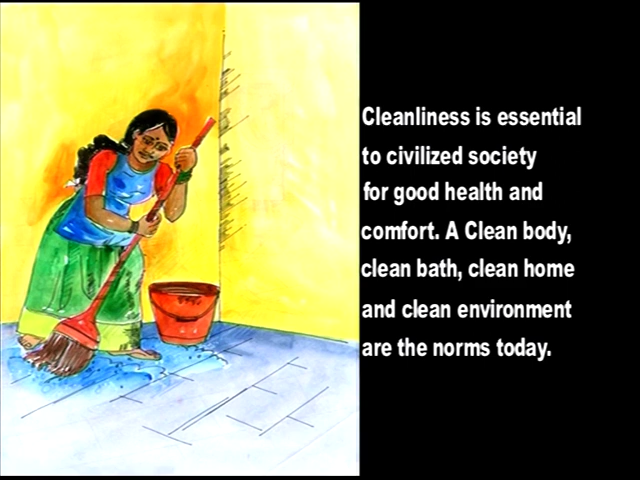 Cleanliness is essential
to civilized society
for good health and
comfort. A Clean body,
clean bath, clean home
and clean environment
are the norms today.